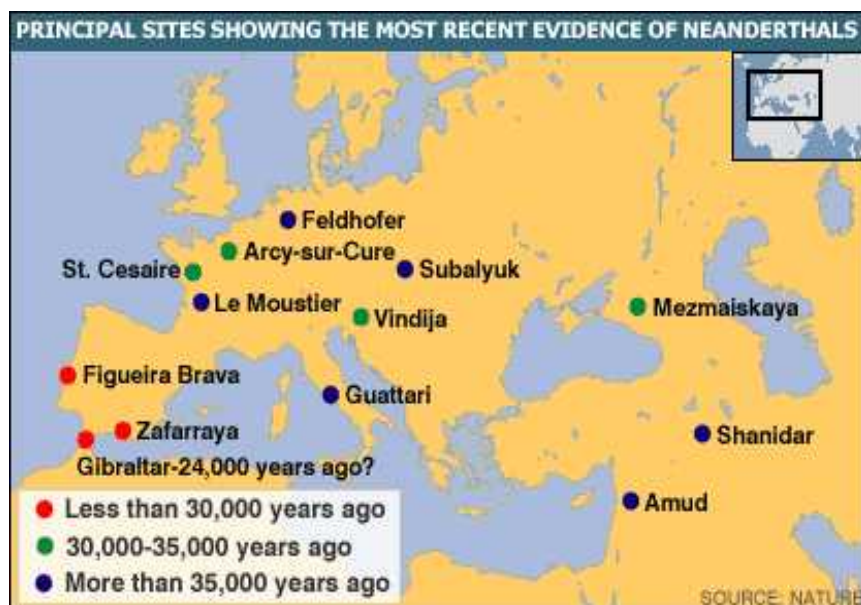 PRINCIPAL SITES SHOWING THE MOST RECENT EVIDENCE OF NEANDERTHALS
Feldhofer
Arcy-sur-Cure
St. Cesaire
Subalyuk
Le Moustier
Vindija
Mezmaiskaya
Figueira Brava
Guattari
Zafarraya
Shanidar
Gibraltar-24,000 years ago?
Amud
Less than 30,000 years ago
30,000-35,000 years ago
More than 35,000 years ago
SOURCE: NATURE